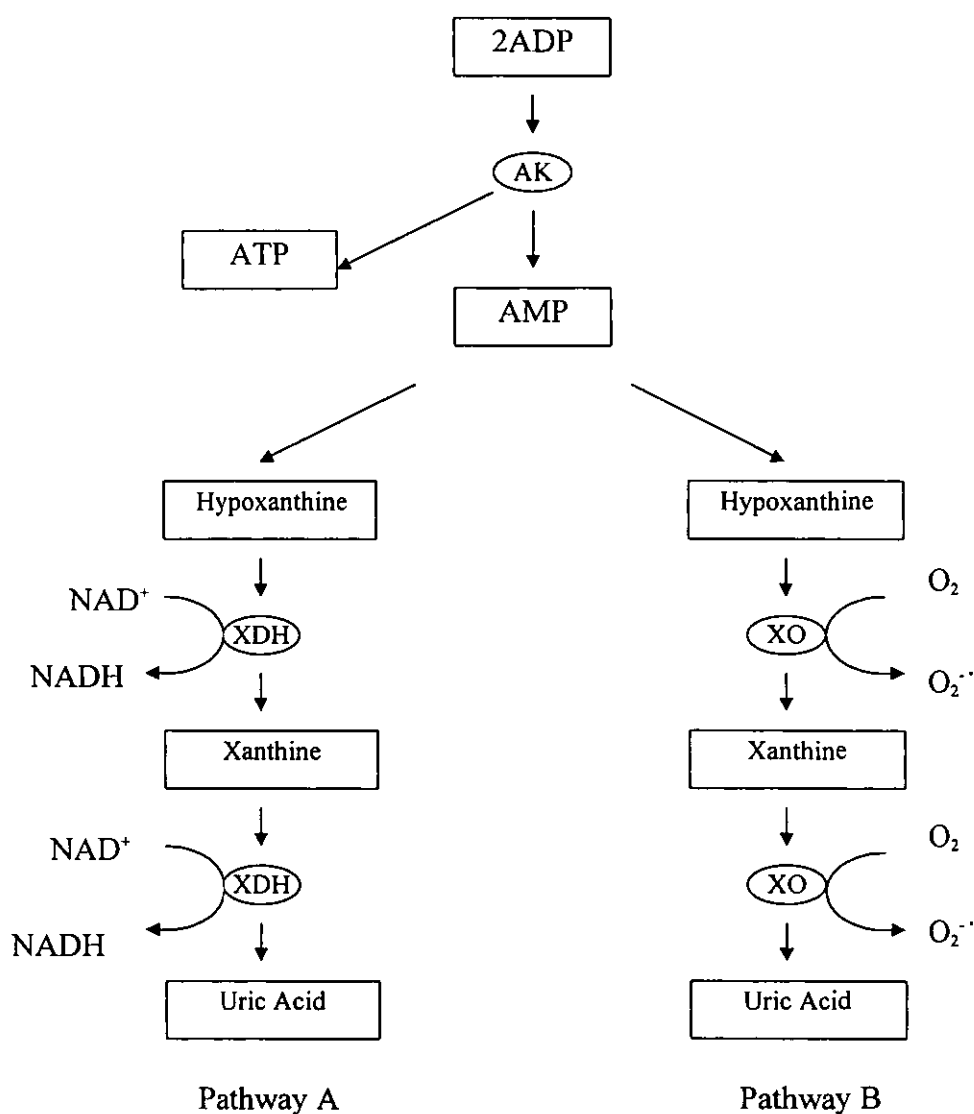 2ADP
AK
ATP
AMP
Hypoxanthine
Hypoxanthine
NAD⁺
O₂
XDH
XO
NADH
O₂⁻·
Xanthine
Xanthine
NAD⁺
O₂
XDH
XO
NADH
O₂⁻·
Uric Acid
Uric Acid
Pathway A
Pathway B